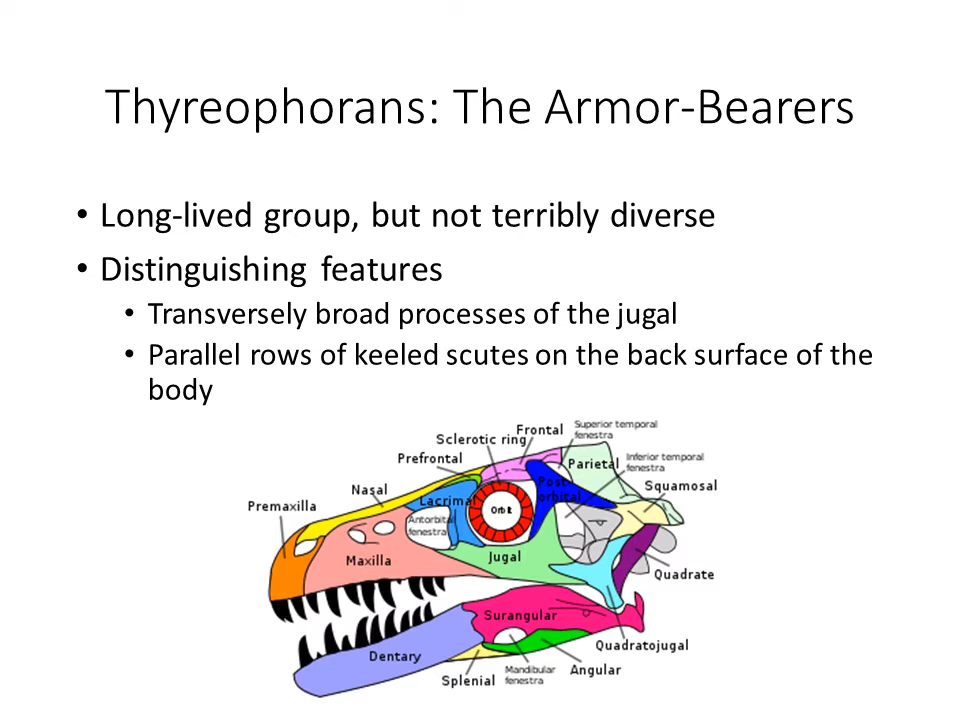 Thyreophorans: The Armor-Bearers
• Long-lived group, but not terribly diverse
• Distinguishing features
• Transversely broad processes of the jugal
• Parallel rows of keeled scutes on the back surface of the
body
Superior temporal
fenestra
Frontal
Sclerotic ring
Prefrontal
Parietal
Inferior temporal
fenestra
Post-
orbital
Squamosal
Nasal
Lacrimal
Premaxilla
Orbit
Antorbital
fenestra
Maxilla
Jugal
Quadrate
Surangular
Quadratojugal
Dentary
Mandibular
fenestra
Angular
Splenial